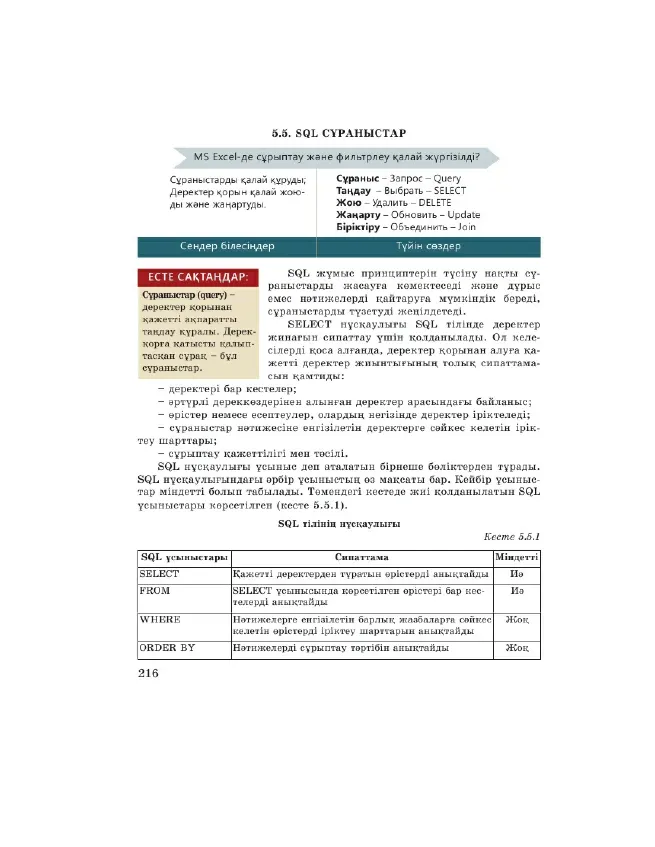 5.5. SQL СҰРАНЫСТАР
MS Excel-де сұрыптау және фильтрлеу қалай жүргізілді?
Сұраныстарды қалай құруды;
Деректер қорын қалай жою-
ды және жаңартуды.
Сұраныс – Запрос – Query
Таңдау – Выбрать – SELECT
Жою – Удалить – DELETE
Жаңарту – Обновить – Update
Біріктіру – Объединить – Join
Сендер білесіңдер
Түйін сөздер
ЕСТЕ САҚТАҢДАР:
Сұраныстар (query) –
деректер қорынан
қажетті ақпаратты
таңдау құралы. Дерек-
қорға қатысты қалып-
тасқан сұрақ – бұл
сұраныстар.
SQL жұмыс принциптерін түсіну нақты сұ-
раныстарды жасауға көмектеседі және дұрыс
емес нәтижелерді қайтаруға мүмкіндік береді,
сұраныстарды түзетуді жеңілдетеді.
SELECT нұсқаулығы SQL тілінде деректер
жинағын сипаттау үшін қолданылады. Ол келе-
сілерді қоса алғанда, деректер қорынан алуға қа-
жетті деректер жиынтығының толық сипаттама-
сын қамтиды:
– деректері бар кестелер;
– әртүрлі дереккөздерінен алынған деректер арасындағы байланыс;
– өрістер немесе есептеулер, олардың негізінде деректер іріктеледі;
– сұраныстар нәтижесіне енгізілетін деректерге сәйкес келетін ірік-
теу шарттары;
– сұрыптау қажеттілігі мен тәсілі.
SQL нұсқаулығы ұсыныс деп аталатын бірнеше бөліктерден тұрады.
SQL нұсқаулығындағы әрбір ұсыныстың өз мақсаты бар. Кейбір ұсыныс-
тар міндетті болып табылады. Төмендегі кестеде жиі қолданылатын SQL
ұсыныстары көрсетілген (кесте 5.5.1).
SQL тілінің нұсқаулығы
Кесте 5.5.1
SQL ұсыныстары Сипаттама Міндетті
SELECT Қажетті деректерден тұратын өрістерді анықтайды Иә
FROM SELECT ұсынысында көрсетілген өрістері бар кес-
телерді анықтайды Иә
WHERE Нәтижелерге енгізілетін барлық жазбаларға сәйкес
келетін өрістерді іріктеу шарттарын анықтайды Жоқ
ORDER BY Нәтижелерді сұрыптау тәртібін анықтайды Жоқ
216